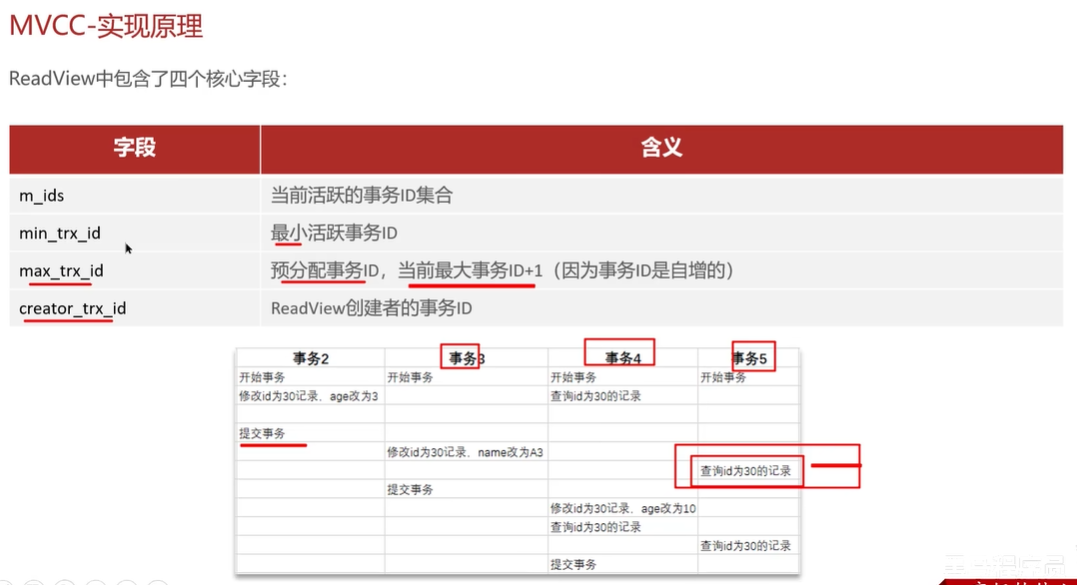 MVCC-实现原理
ReadView中包含了四个核心字段：
字段 含义
m_ids 当前活跃的事务ID集合
min_trx_id 最小活跃事务ID
max_trx_id 预分配事务ID，当前最大事务ID+1（因为事务ID是自增的）
creator_trx_id ReadView创建者的事务ID
事务2 事务3 事务4 事务5
开始事务 开始事务 开始事务 开始事务
修改id为30记录，age改为3 查询id为30的记录
提交事务
修改id为30记录，name改为A3
查询id为30的记录
提交事务
修改id为30记录，age改为10
查询id为30的记录
查询id为30的记录
提交事务